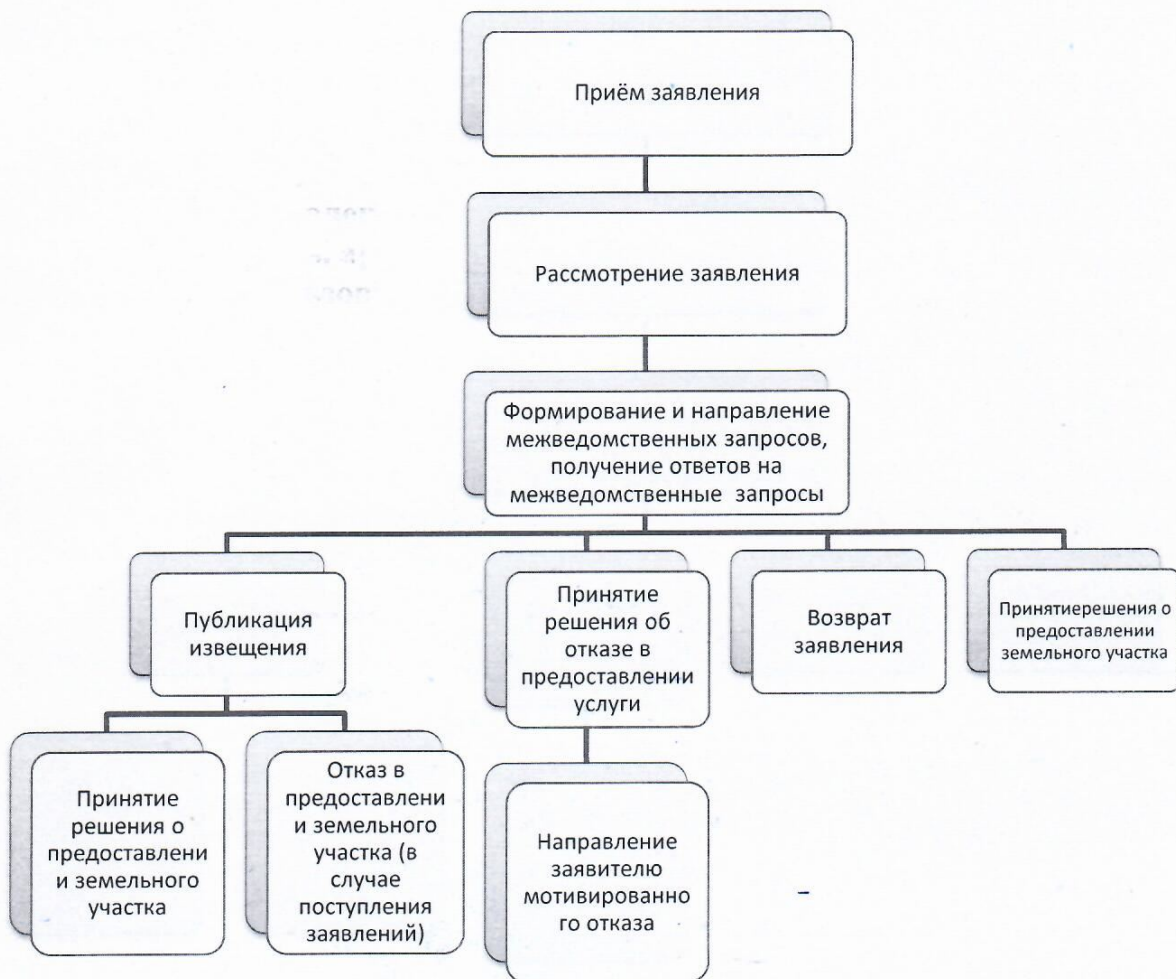 Приём заявления
Рассмотрение заявления
Формирование и направление
межведомственных запросов,
получение ответов на
межведомственные запросы
Публикация
извещения
Принятие
решения об
отказе в
предоставлении
услуги
Возврат
заявления
Принятиерешения о
предоставлении
земельного участка
Принятие
решения о
предоставлени
и земельного
участка
Отказ в
предоставлени
и земельного
участка (в
случае
поступления
заявлений)
Направление
заявителю
мотивированно
го отказа